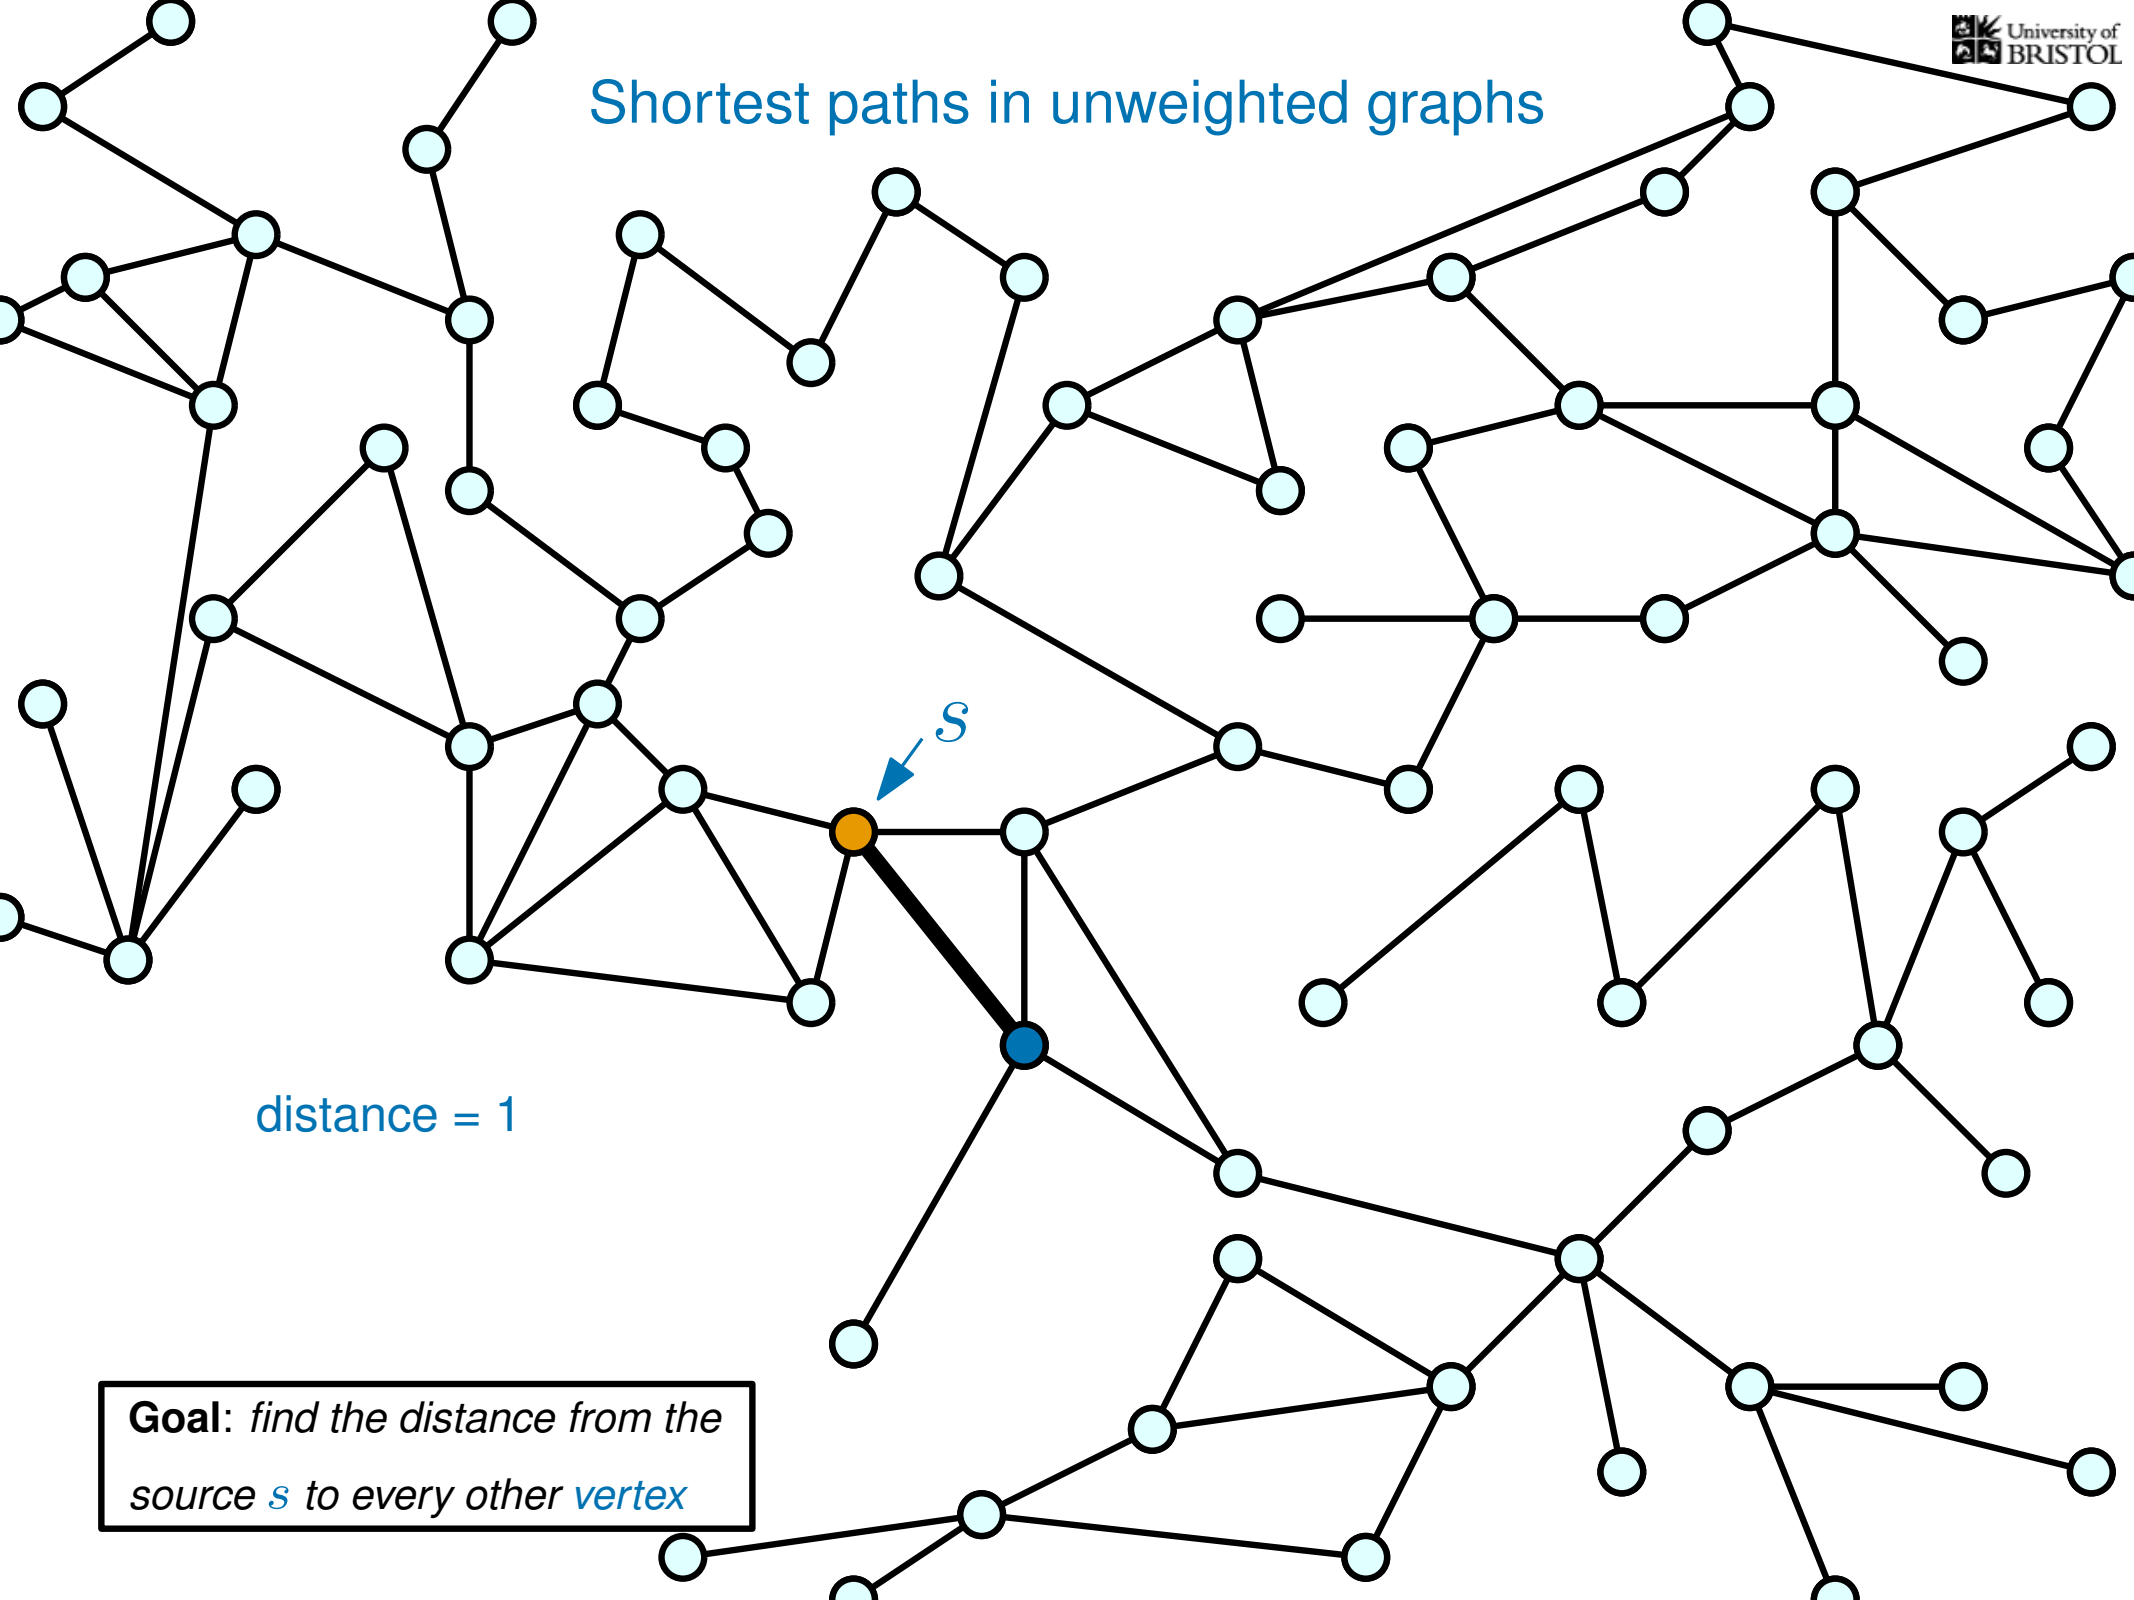 University of
BRISTOL
Shortest paths in unweighted graphs
s
distance = 1
Goal: find the distance from the
source s to every other vertex